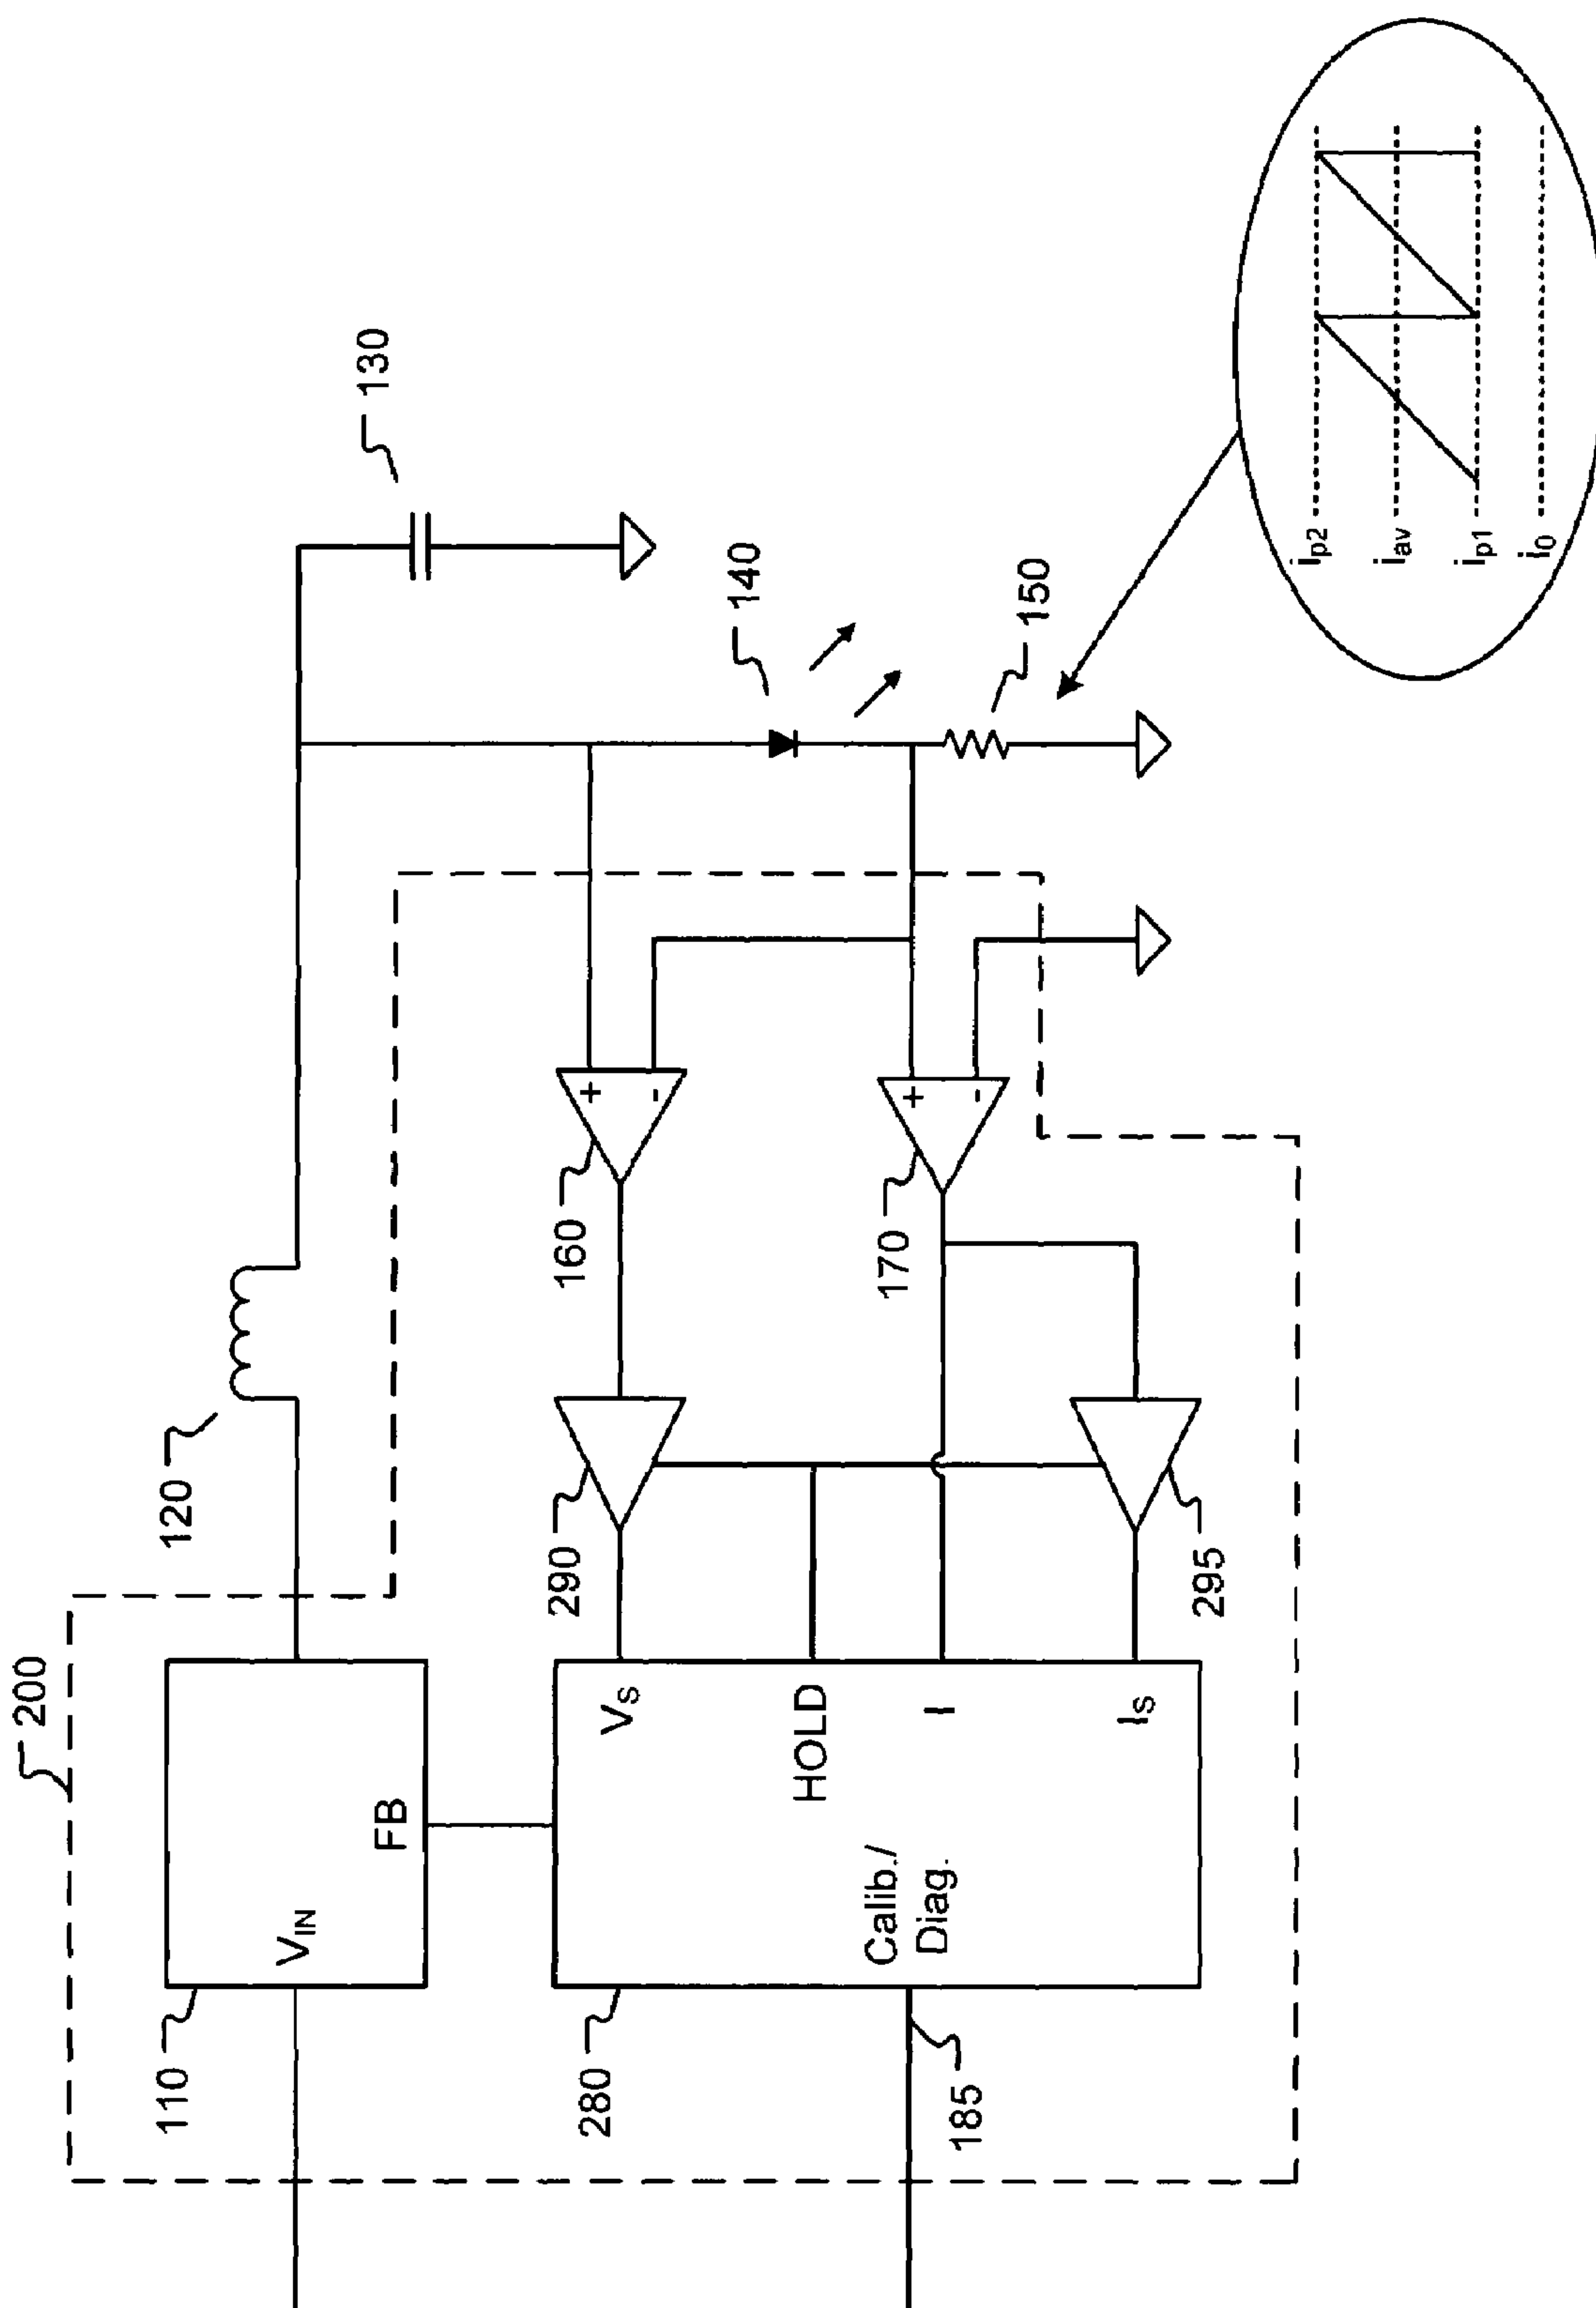 200
120
130
110
V_IN
FB
140
290
160
280
V_S
HOLD
I
I_S
Calib./
Diag.
+
-
+
-
170
150
185
295
i_p2
i_av
i_p1
i_0